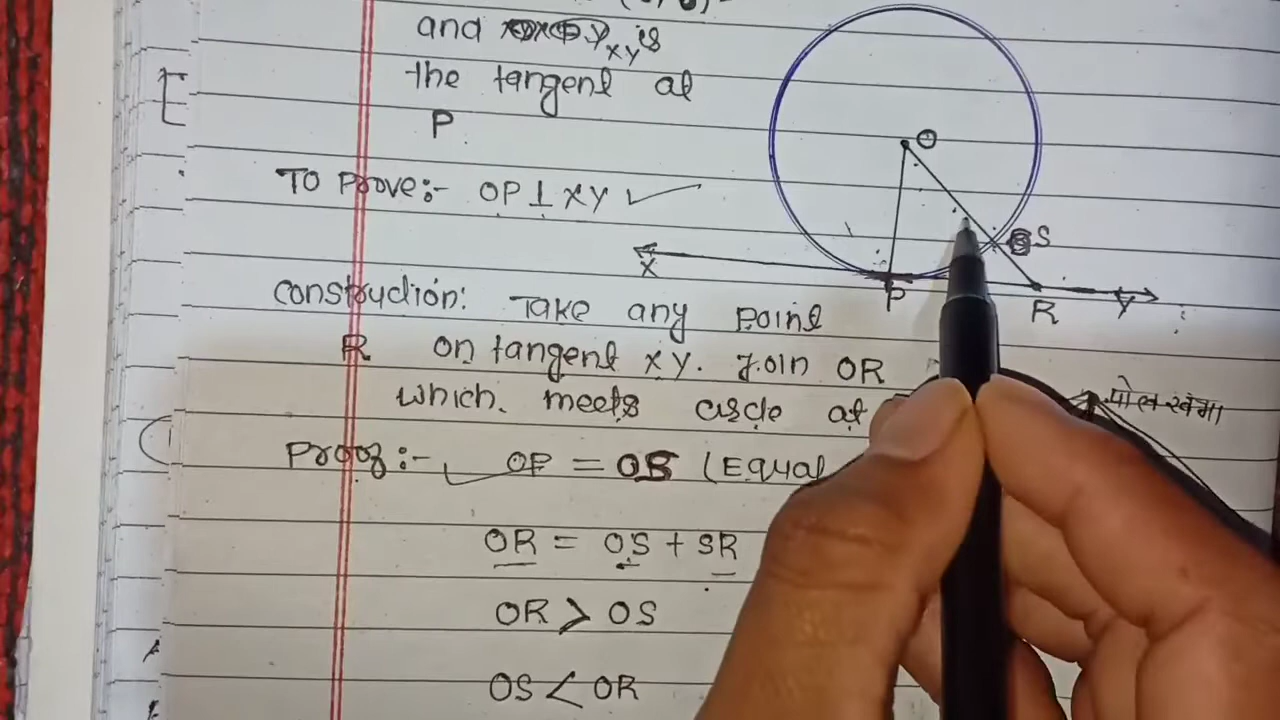 and XY is
the tangent at
P
To Prove:- OP ⊥ XY ✓
O
S
X
P
R
Y
Construction: Take any point
R on tangent XY. Join OR
which meets circle at
पोल खम्भा
Proof:- OP = OS (Equal
OR = OS + SR
OR > OS
OS < OR